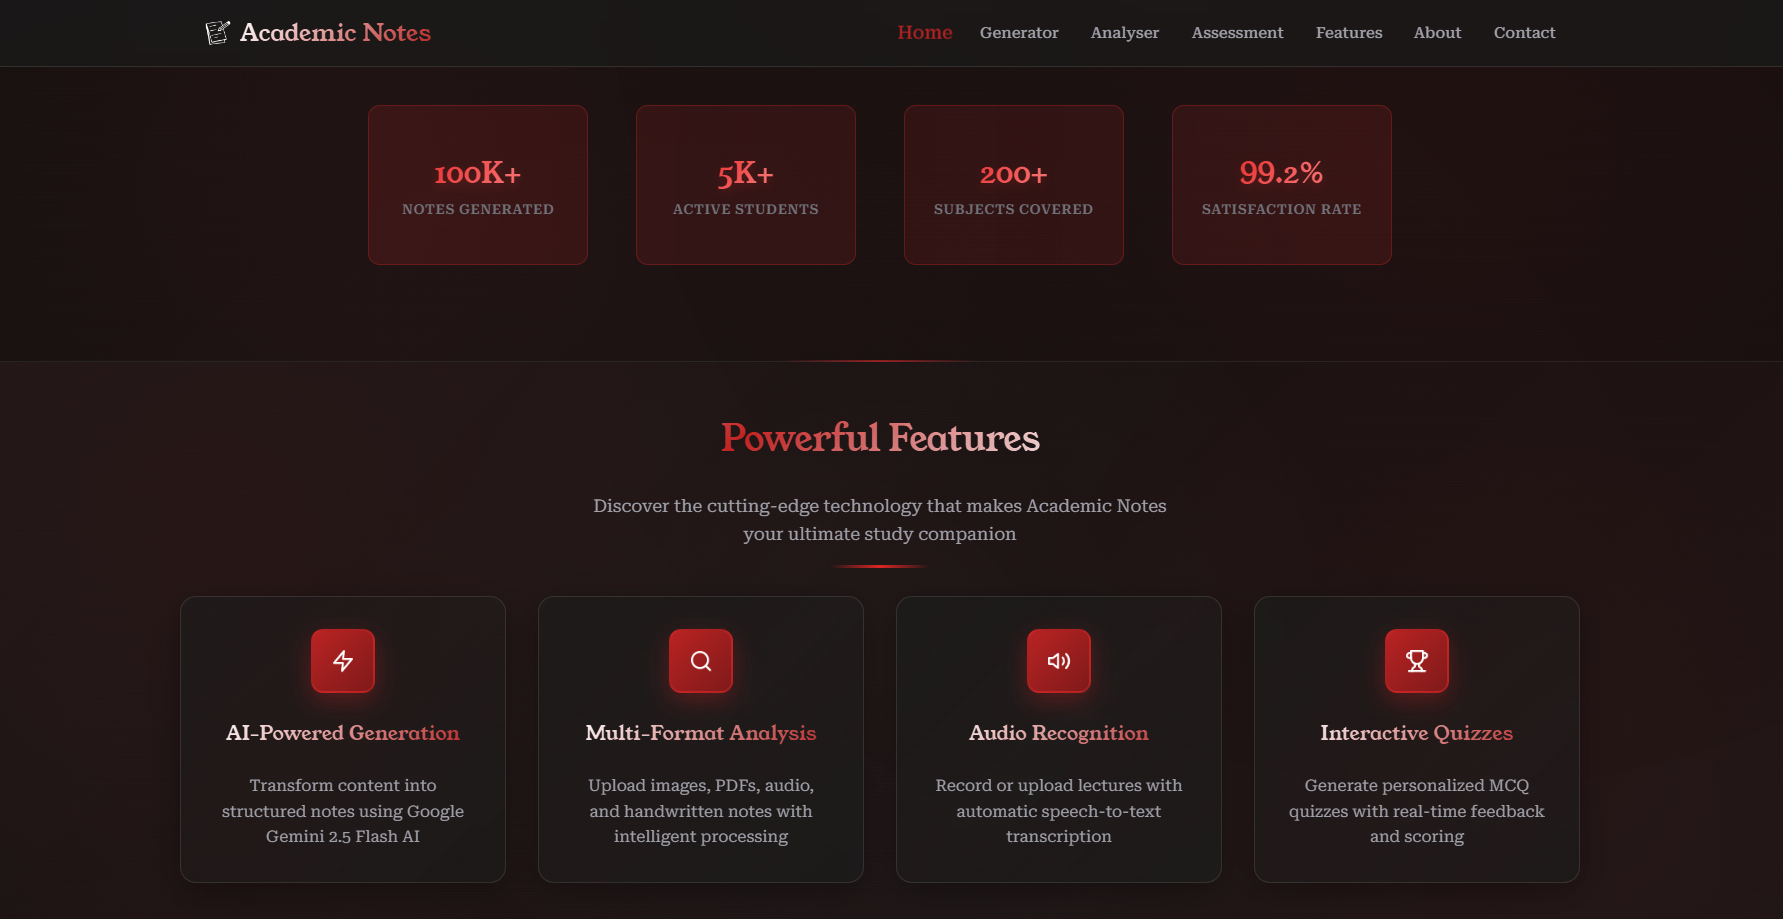 Academic Notes
Home Generator Analyser Assessment Features About Contact
100K+ 5K+ 200+ 99.2%
NOTES GENERATED ACTIVE STUDENTS SUBJECTS COVERED SATISFACTION RATE
Powerful Features
Discover the cutting-edge technology that makes Academic Notes
your ultimate study companion
AI-Powered Generation
Transform content into
structured notes using Google
Gemini 2.5 Flash AI
Multi-Format Analysis
Upload images, PDFs, audio,
and handwritten notes with
intelligent processing
Audio Recognition
Record or upload lectures with
automatic speech-to-text
transcription
Interactive Quizzes
Generate personalized MCQ
quizzes with real-time feedback
and scoring